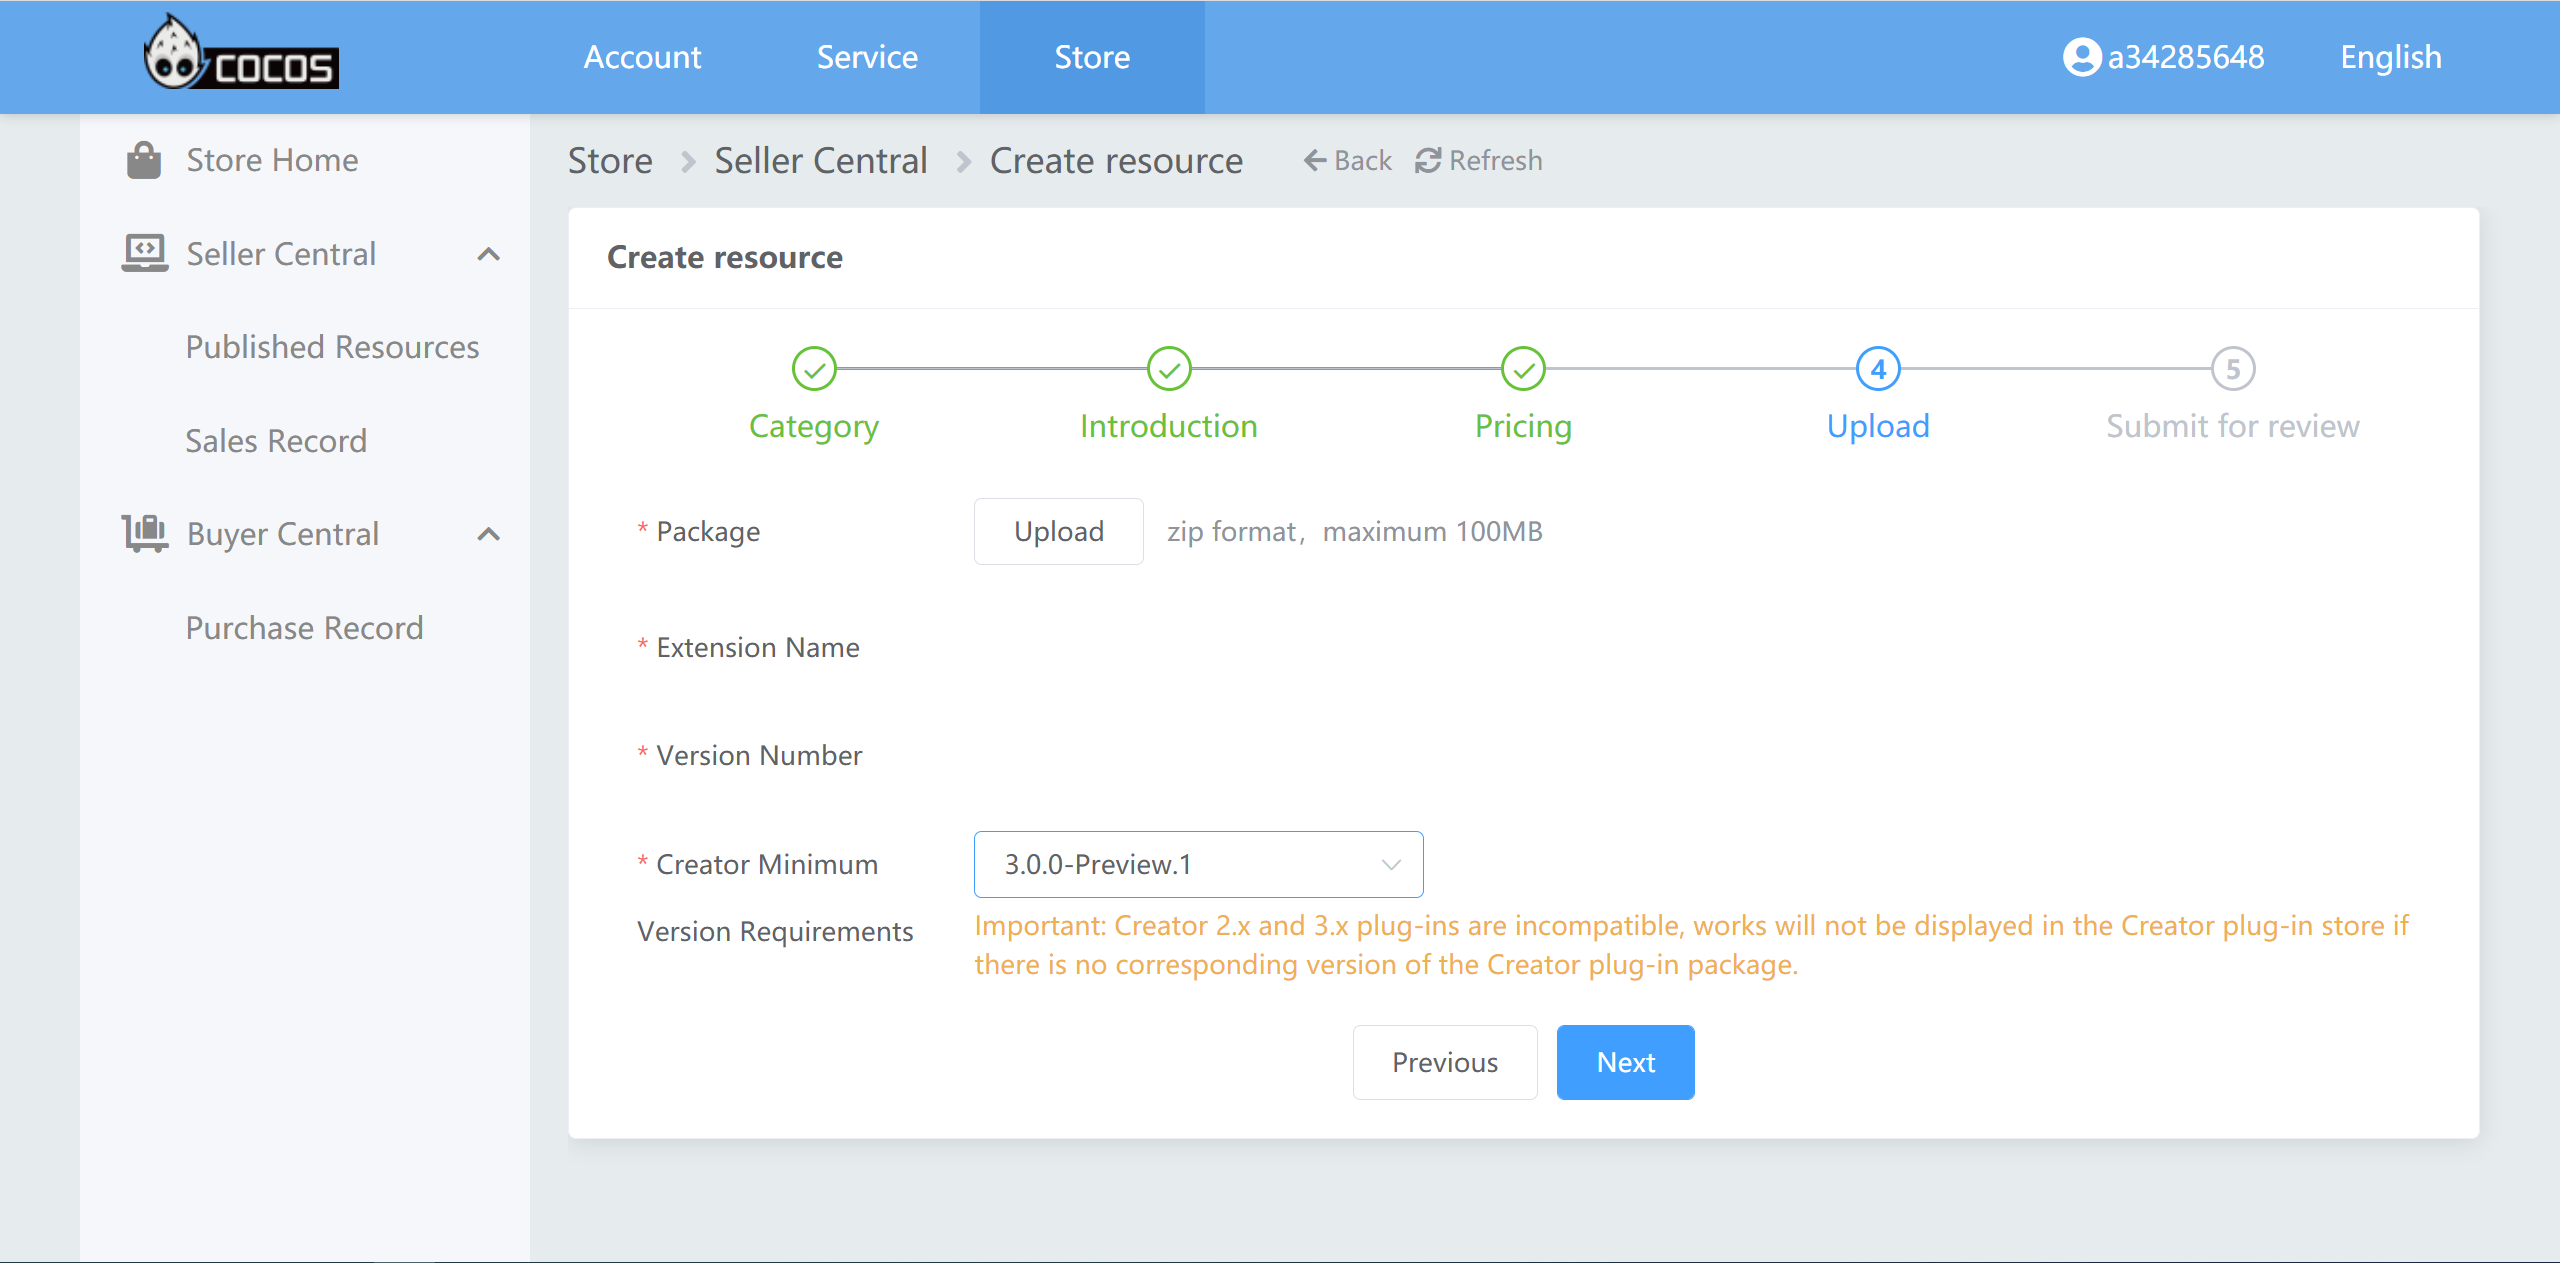 COCOS
Account
Service
Store
a34285648
English
Store Home
Seller Central
Published Resources
Sales Record
Buyer Central
Purchase Record
Store
Seller Central
Create resource
Back
Refresh
Create resource
4
5
Category
Introduction
Pricing
Upload
Submit for review
* Package
Upload
zip format，maximum 100MB
* Extension Name
* Version Number
* Creator Minimum
Version Requirements
3.0.0-Preview.1
Important: Creator 2.x and 3.x plug-ins are incompatible, works will not be displayed in the Creator plug-in store if
there is no corresponding version of the Creator plug-in package.
Previous
Next